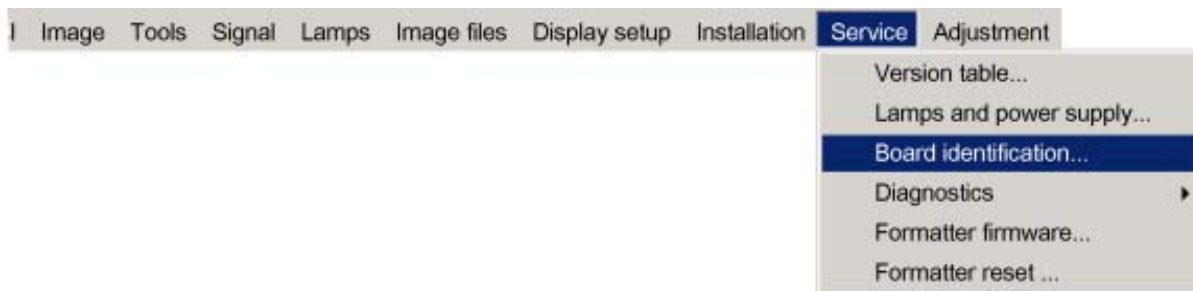 Image Tools Signal Lamps Image files Display setup Installation Service Adjustment
Version table...
Lamps and power supply...
Board identification...
Diagnostics
Formatter firmware...
Formatter reset ...